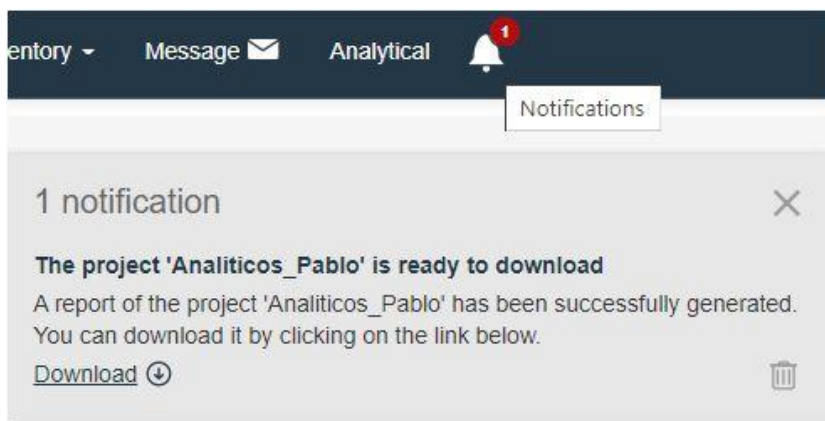 entory Message Analytical 1
Notifications
1 notification
The project 'Analiticos_Pablo' is ready to download
A report of the project 'Analiticos_Pablo' has been successfully generated.
You can download it by clicking on the link below.
Download